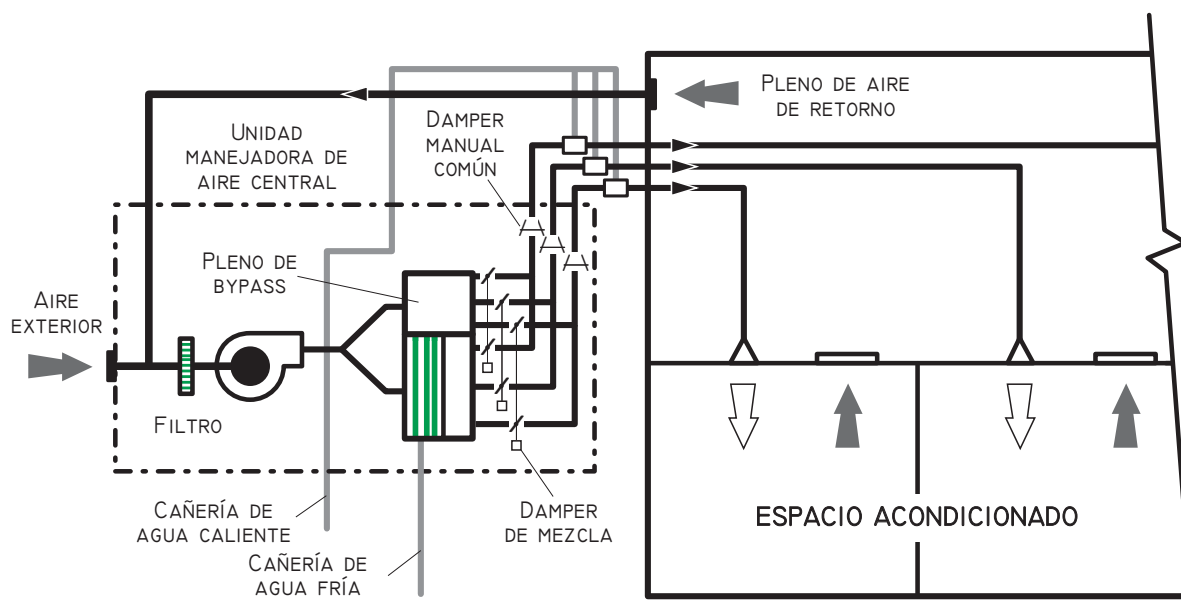 PLENO DE AIRE
DE RETORNO
DAMPER
MANUAL
COMÚN
UNIDAD
MANEJADORA DE
AIRE CENTRAL
PLENO DE
BYPASS
AIRE
EXTERIOR
FILTRO
CAÑERÍA DE
AGUA CALIENTE
CAÑERÍA DE
AGUA FRÍA
DAMPER
DE MEZCLA
ESPACIO ACONDICIONADO